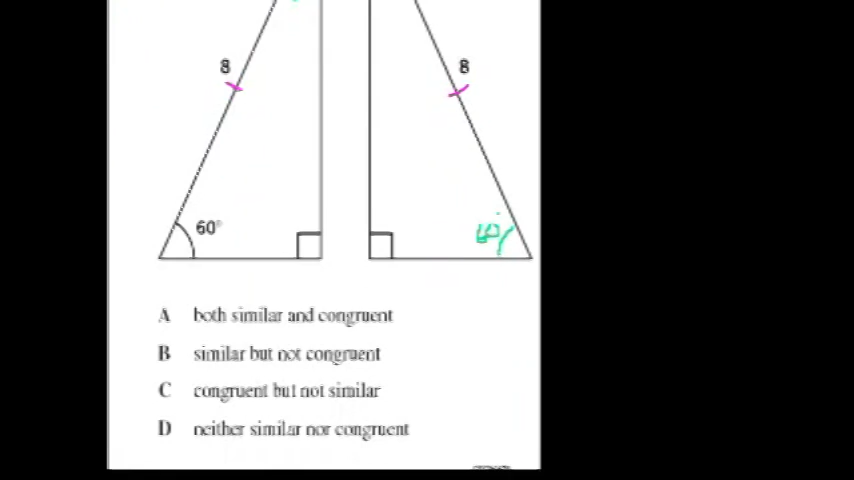 8 8
60°
60°
A both similar and congruent
B similar but not congruent
C congruent but not similar
D neither similar nor congruent